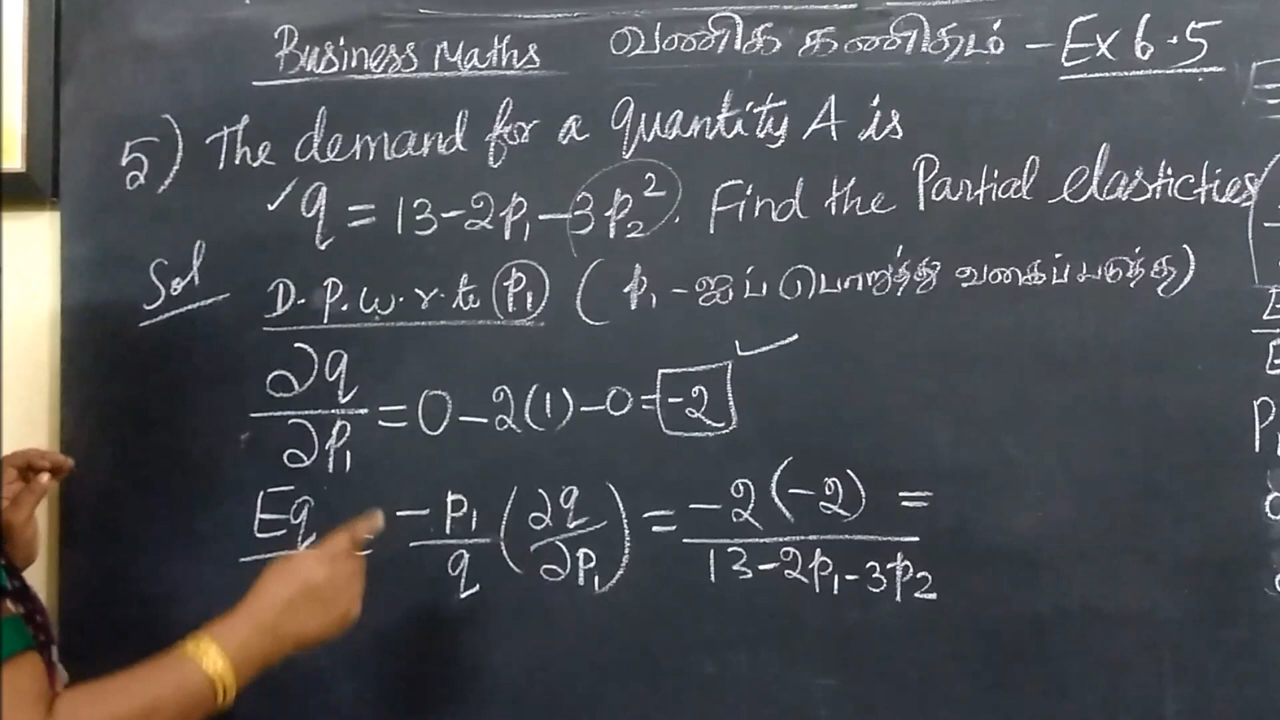 Business Maths வணிக கணிதம் - Ex 6.5
5) The demand for a quantity A is
q = 13-2p₁-3p₂². Find the Partial elasticties
Sol D.P.w.r.to p₁ (p₁-ஐப் பொறுத்து வகைப்படுத்த)
∂q/∂p₁ = 0-2(1)-0=-2
Eq = -p₁/q (∂q/∂p₁) = -2(-2)/13-2p₁-3p₂ =